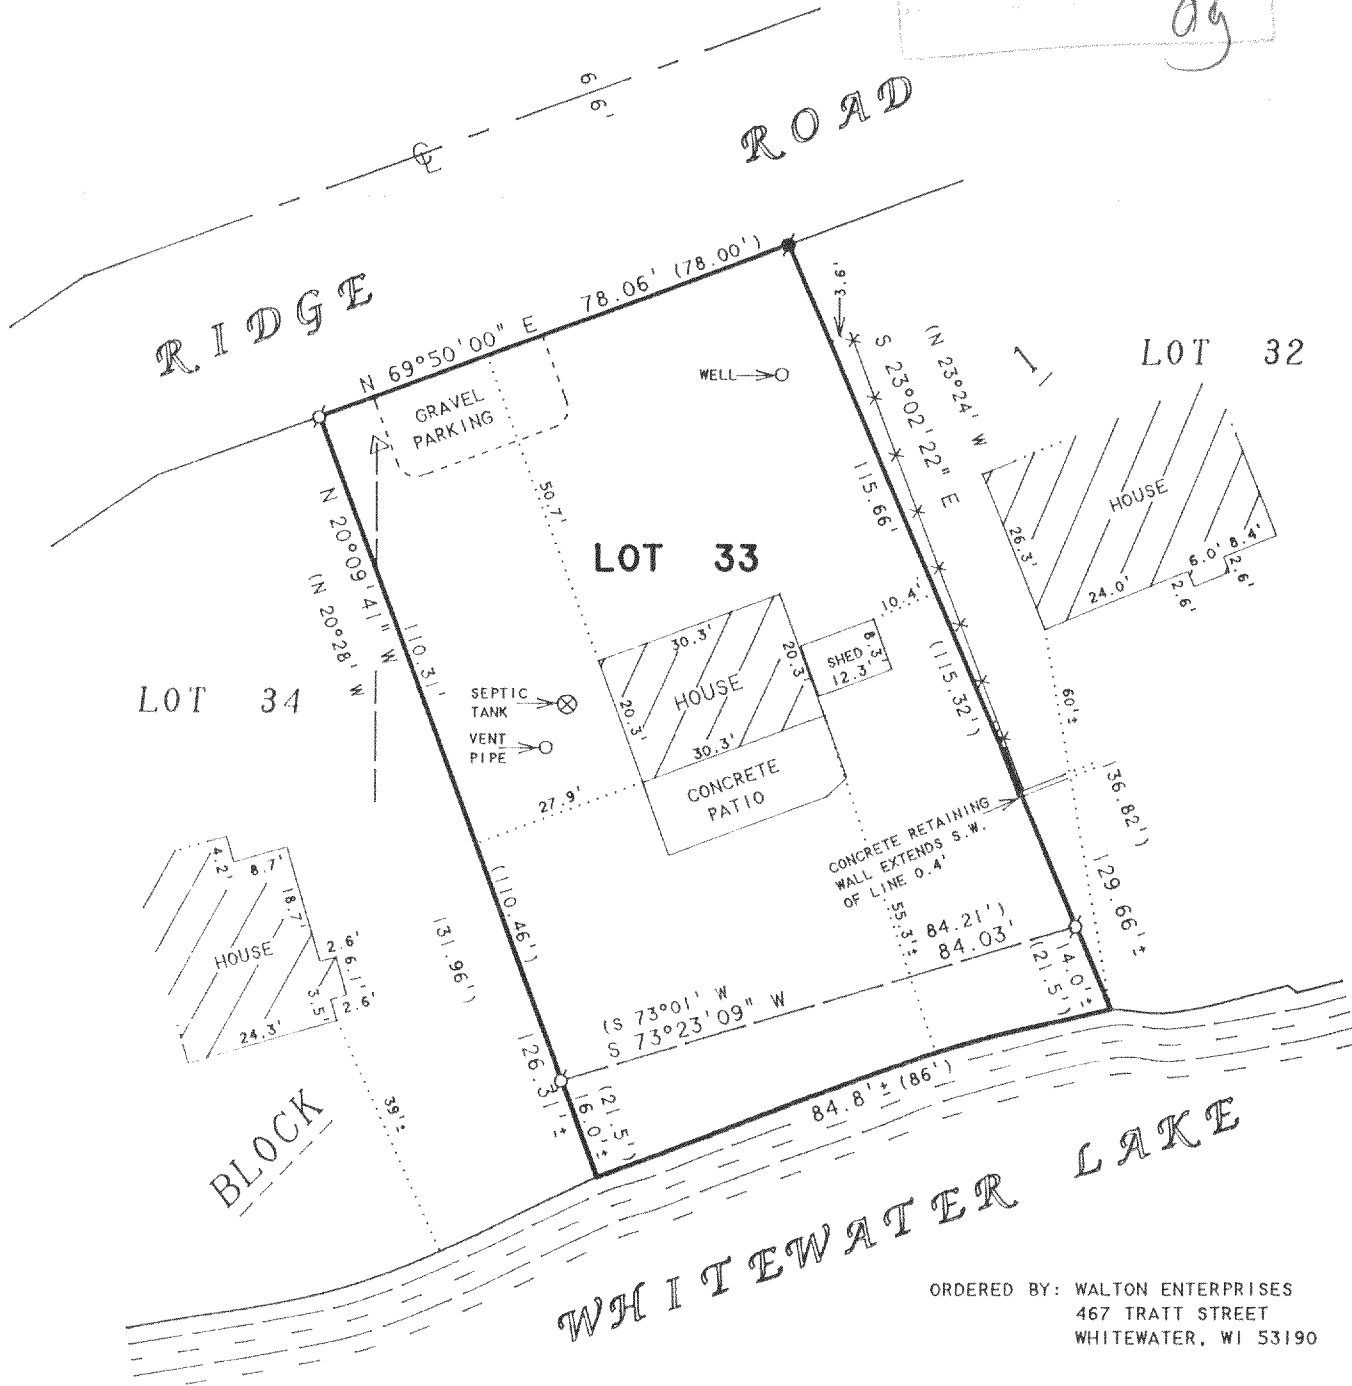 66'
℄
RIDGE ROAD
N 69°50'00" E 78.06' (78.00')
GRAVEL
PARKING
WELL
3.6'
S 23°02'22" E
(N 23°24' W
1
LOT 32
HOUSE
26.3'
24.0'
2.6'
6.0'
8.4'
2.6'
N 20°09'41" W
(N 20°28' W
110.31'
50.7'
115.66'
LOT 33
10.4'
30.3'
HOUSE
20.3'
20.3'
30.3'
SHED
8.3'
12.3'
(115.32')
LOT 34
SEPTIC
TANK
VENT
PIPE
27.9'
CONCRETE
PATIO
60'±
CONCRETE RETAINING
WALL EXTENDS S.W.
OF LINE 0.4'
136.82')
129.66'±
4.2'
8.7'
18.7'
HOUSE
2.6'
6.1'
3.5'
2.6'
24.3'
(110.46')
131.96')
126.31'±
55.3'±
84.21')
84.03'
(S 73°01' W
S 73°23'09" W
14.0'±
(21.5')
39'±
BLOCK
16.0'±
(21.5')
84.8'± (86')
WHITEWATER LAKE
ORDERED BY: WALTON ENTERPRISES
467 TRATT STREET
WHITEWATER, WI 53190